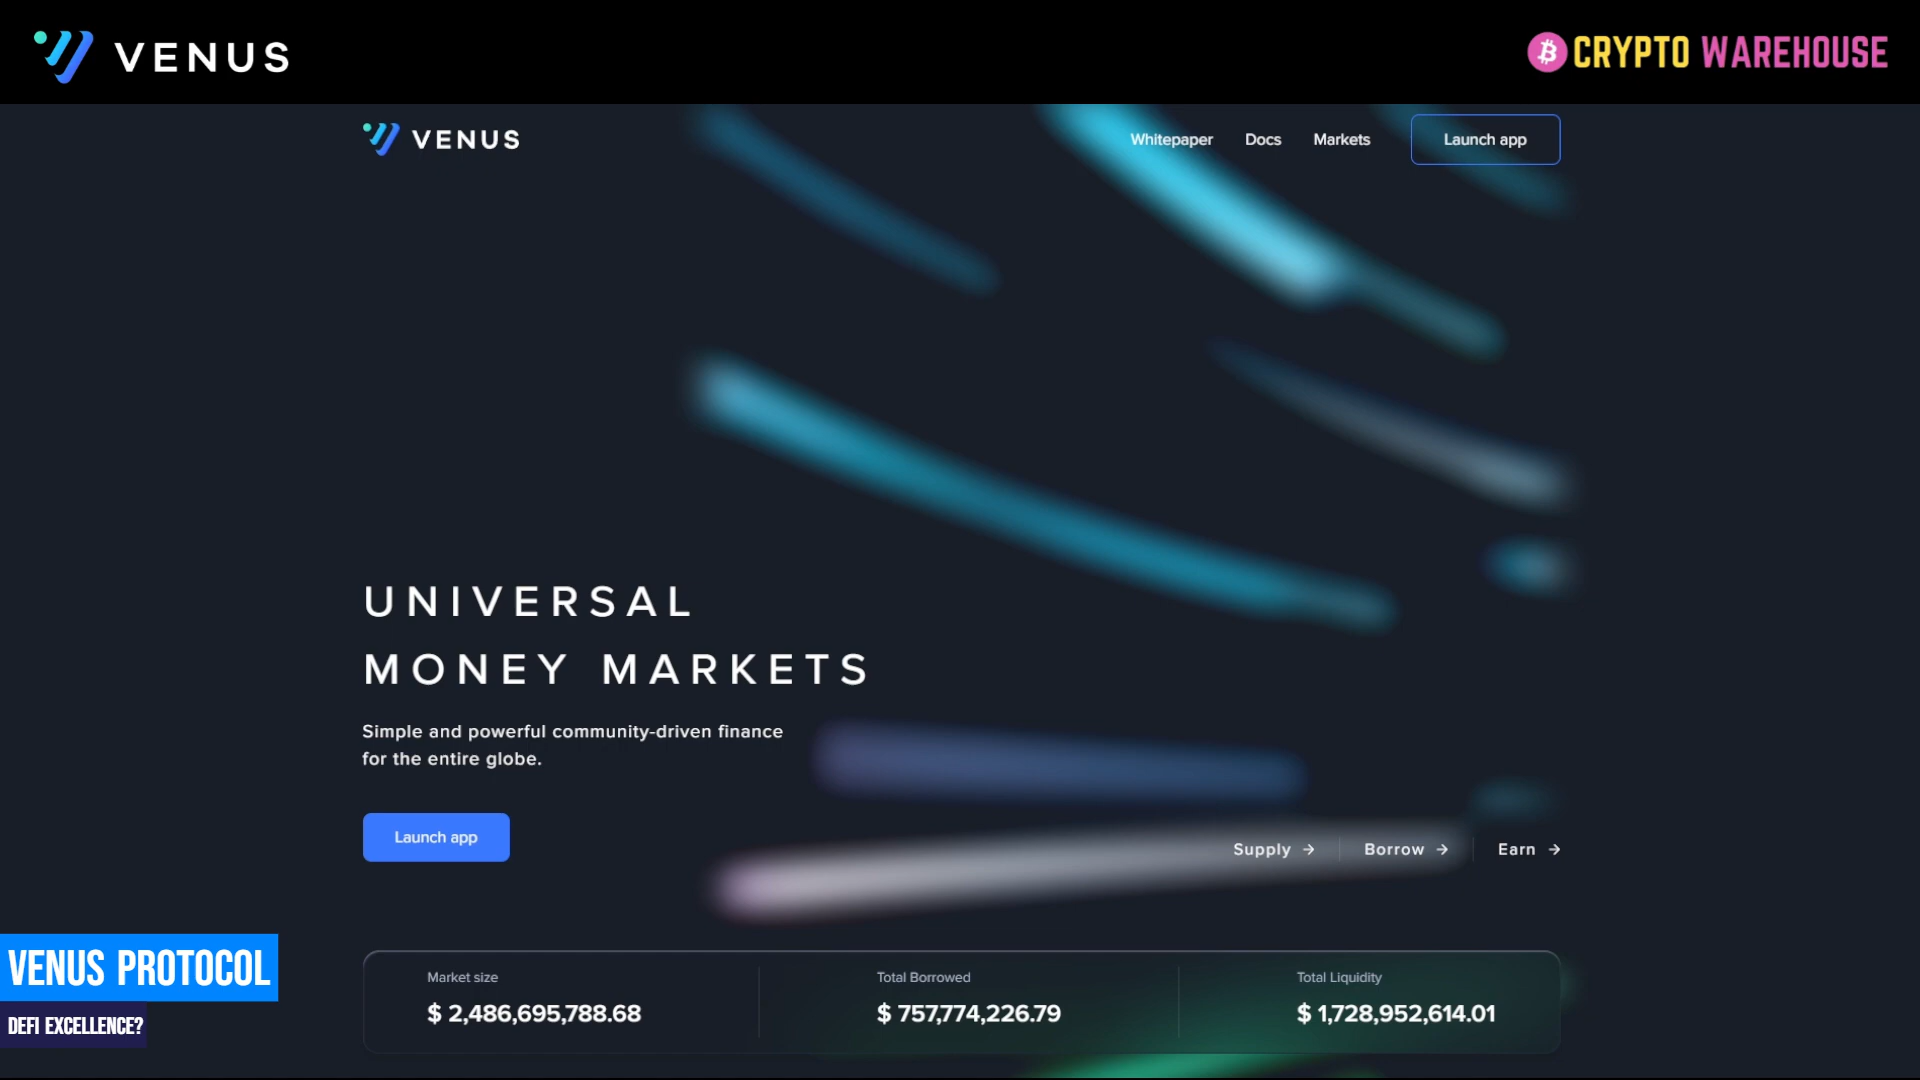 VENUS
CRYPTO WAREHOUSE
VENUS
Whitepaper Docs Markets Launch app
UNIVERSAL
MONEY MARKETS
Simple and powerful community-driven finance
for the entire globe.
Launch app
Supply → Borrow → Earn →
VENUS PROTOCOL
DEFI EXCELLENCE?
Market size Total Borrowed Total Liquidity
$ 2,486,695,788.68 $ 757,774,226.79 $ 1,728,952,614.01